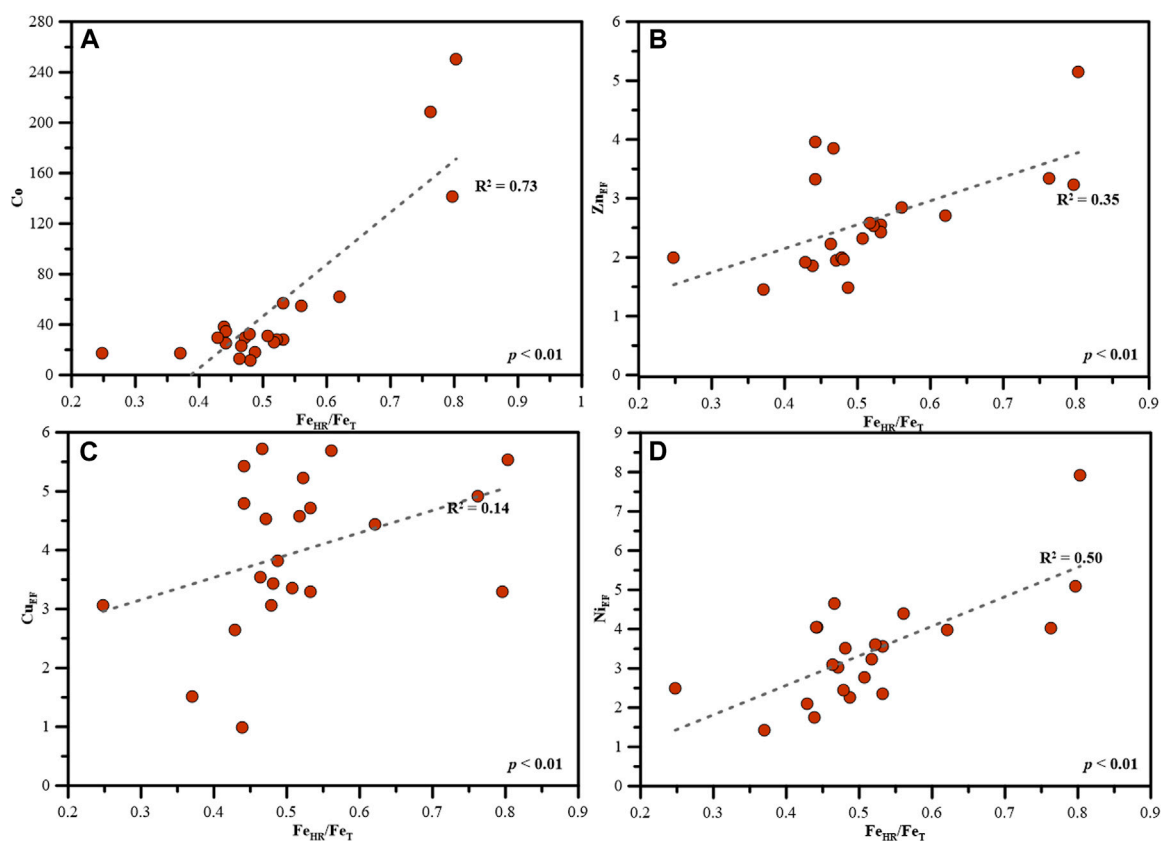 A
Co
280
240
200
160
120
80
40
0
R² = 0.73
p < 0.01
0.2 0.3 0.4 0.5 0.6 0.7 0.8 0.9 1
Fe_HR/Fe_T
B
Zn_EF
6
5
4
3
2
1
0
R² = 0.35
p < 0.01
0.2 0.3 0.4 0.5 0.6 0.7 0.8 0.9
Fe_HR/Fe_T
C
Cu_EF
6
5
4
3
2
1
0
R² = 0.14
p < 0.01
0.2 0.3 0.4 0.5 0.6 0.7 0.8 0.9
Fe_HR/Fe_T
D
Ni_EF
9
8
7
6
5
4
3
2
1
0
R² = 0.50
p < 0.01
0.2 0.3 0.4 0.5 0.6 0.7 0.8 0.9
Fe_HR/Fe_T